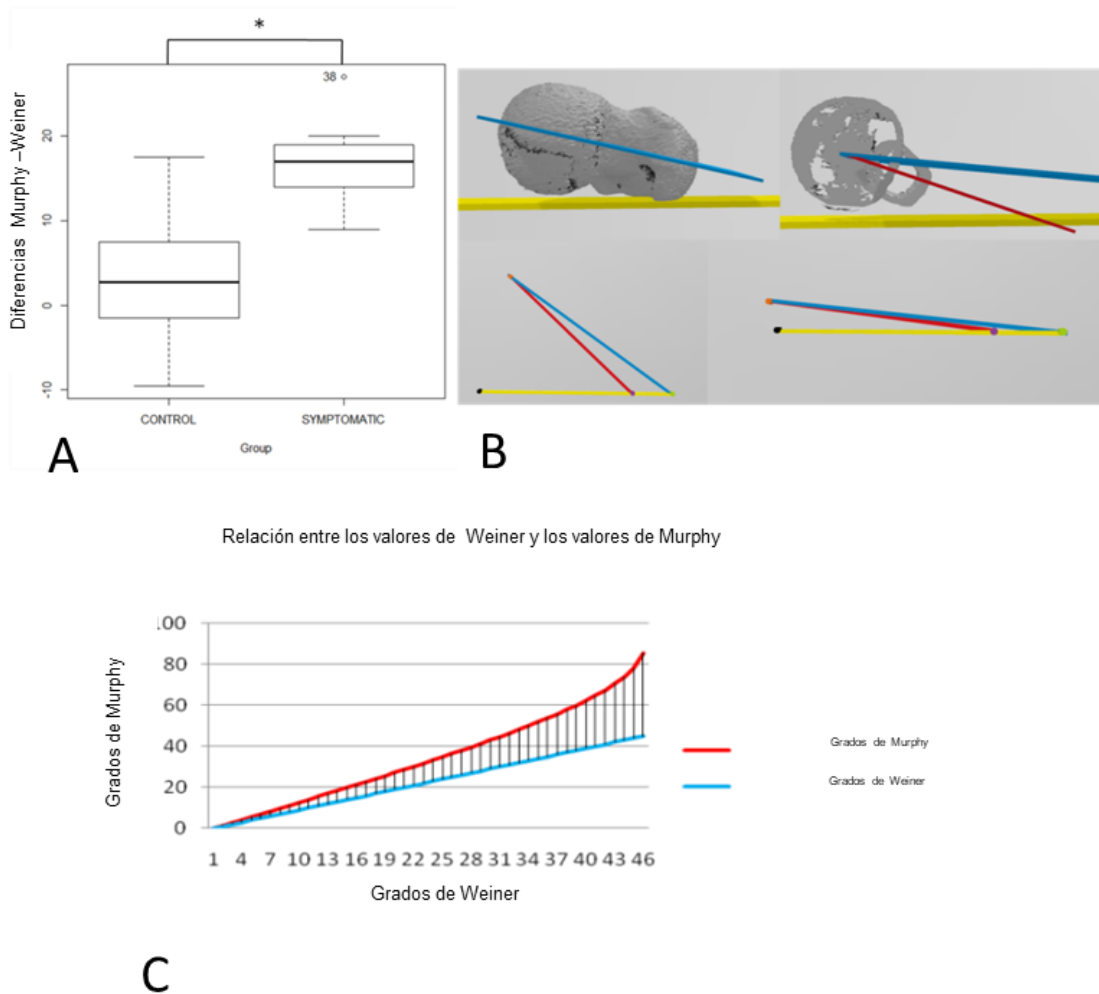 *
38
Diferencias Murphy –Weiner
20
10
0
-10
CONTROL
SYMPTOMATIC
Group
A
B
Relación entre los valores de Weiner y los valores de Murphy
Grados de Murphy
100
80
60
40
20
0
1 4 7 10 13 16 19 22 25 28 31 34 37 40 43 46
Grados de Weiner
Grados de Murphy
Grados de Weiner
C